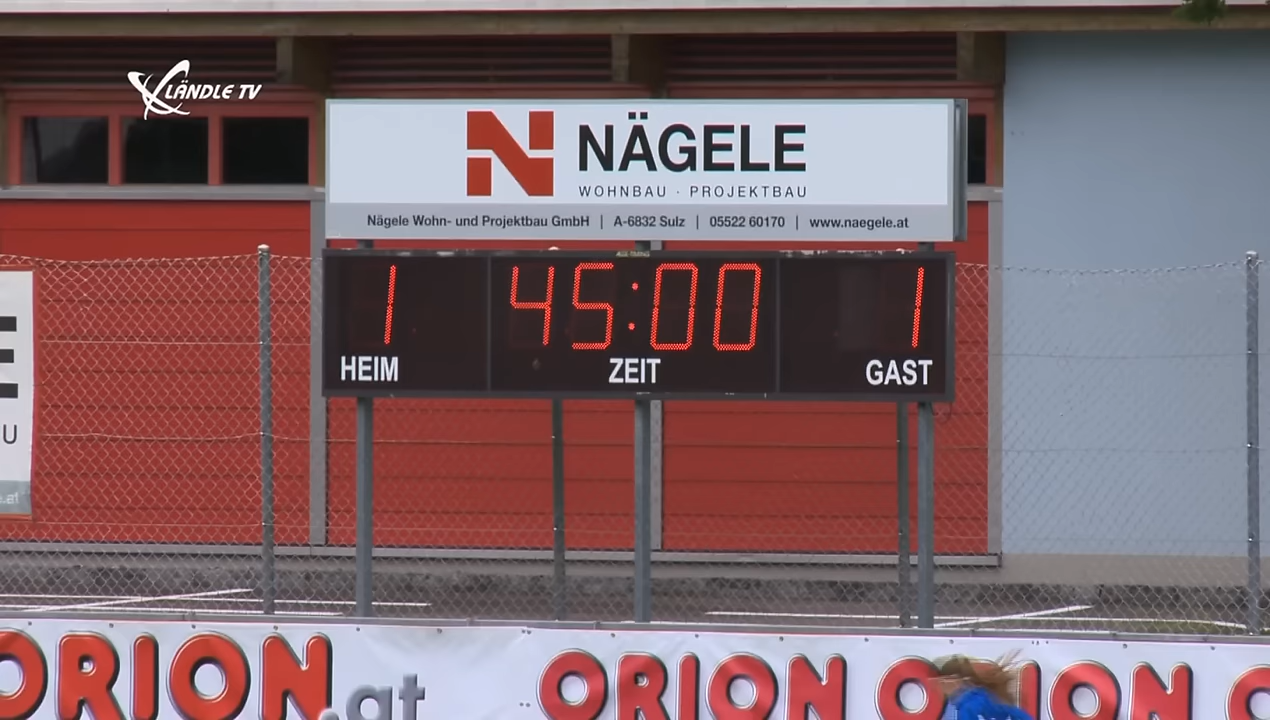 LÄNDLE TV
NÄGELE
WOHNBAU · PROJEKTBAU
Nägele Wohn- und Projektbau GmbH | A-6832 Sulz | 05522 60170 | www.naegele.at
1 45:00 1
HEIM ZEIT GAST
U
.at
ORION.at ORION ORION